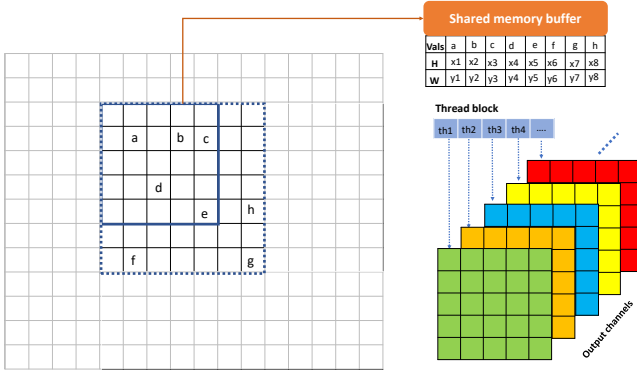 Shared memory buffer
Vals a b c d e f g h
H x1 x2 x3 x4 x5 x6 x7 x8
W y1 y2 y3 y4 y5 y6 y7 y8
Thread block
th1 th2 th3 th4 ....
a b c
d
e h
f g
Output channels